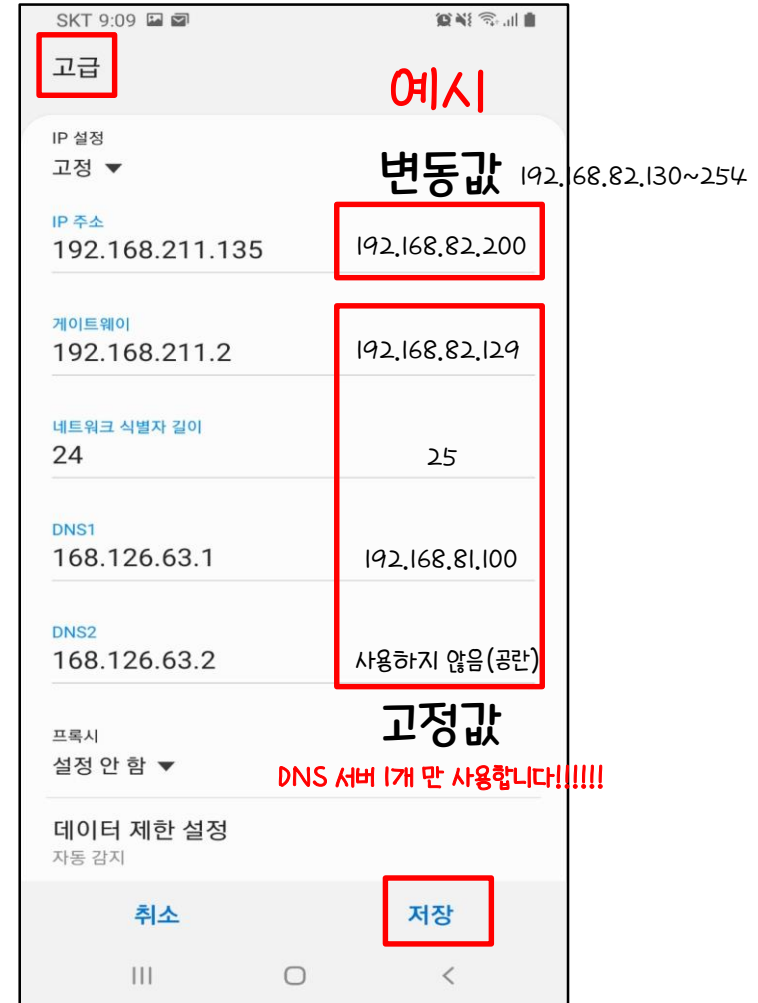 SKT 9:09
고급
예시
IP 설정
고정 ▼
변동값 192.168.82.130~254
IP 주소
192.168.211.135 192.168.82.200
게이트웨이
192.168.211.2 192.168.82.129
네트워크 식별자 길이
24 25
DNS1
168.126.63.1 192.168.81.100
DNS2
168.126.63.2 사용하지 않음(공란)
고정값
프록시
설정 안 함 ▼
DNS 서버 1개 만 사용합니다!!!!!!
데이터 제한 설정
자동 감지
취소 저장